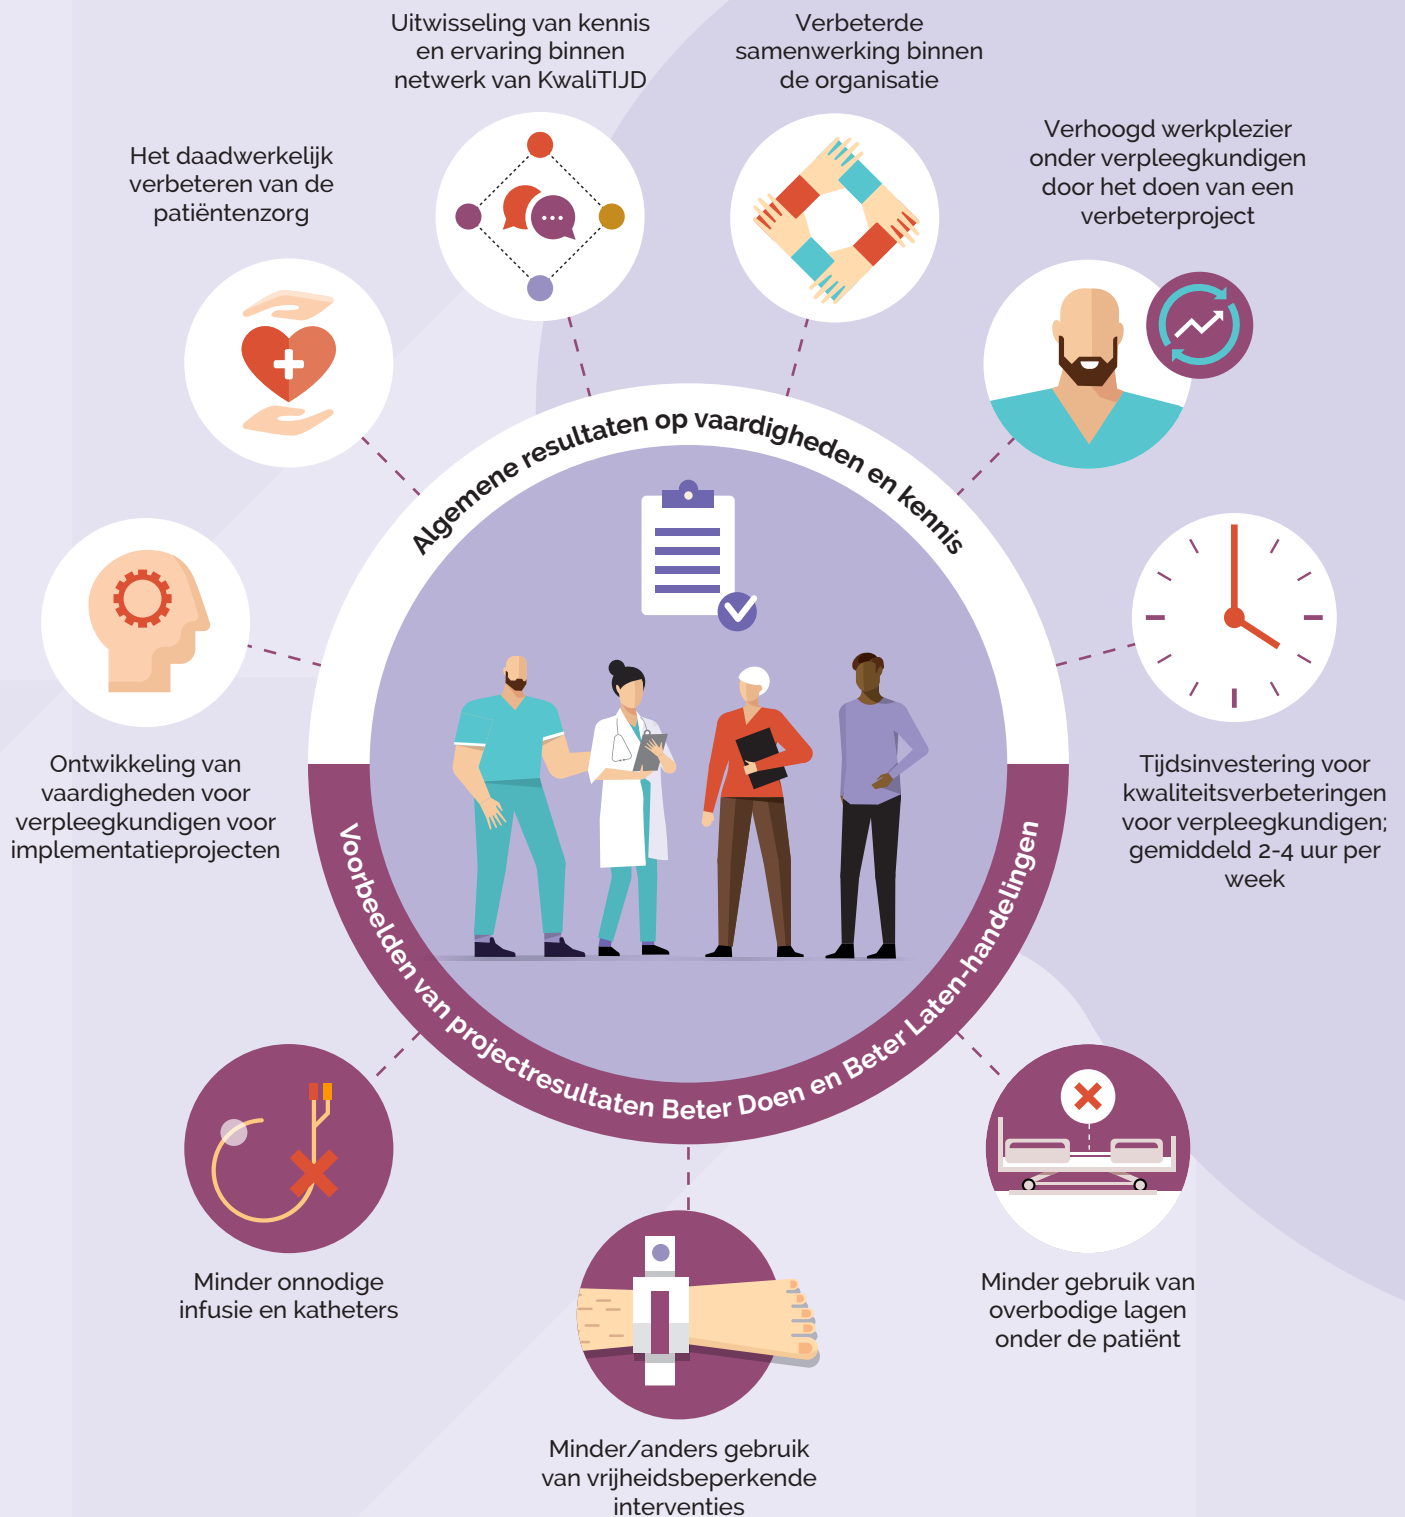 Uitwisseling van kennis
en ervaring binnen
netwerk van KwaliTIJD
Verbeterde
samenwerking binnen
de organisatie
Het daadwerkelijk
verbeteren van de
patiëntenzorg
Verhoogd werkplezier
onder verpleegkundigen
door het doen van een
verbeterproject
Algemene resultaten op vaardigheden en kennis
Ontwikkeling van
vaardigheden voor
verpleegkundigen voor
implementatieprojecten
Tijdsinvestering voor
kwaliteitsverbeteringen
voor verpleegkundigen;
gemiddeld 2-4 uur per
week
Voorbeelden van projectresultaten Beter Doen en Beter Laten-handelingen
Minder onnodige
infusie en katheters
Minder gebruik van
overbodige lagen
onder de patiënt
Minder/anders gebruik
van vrijheidsbeperkende
interventies